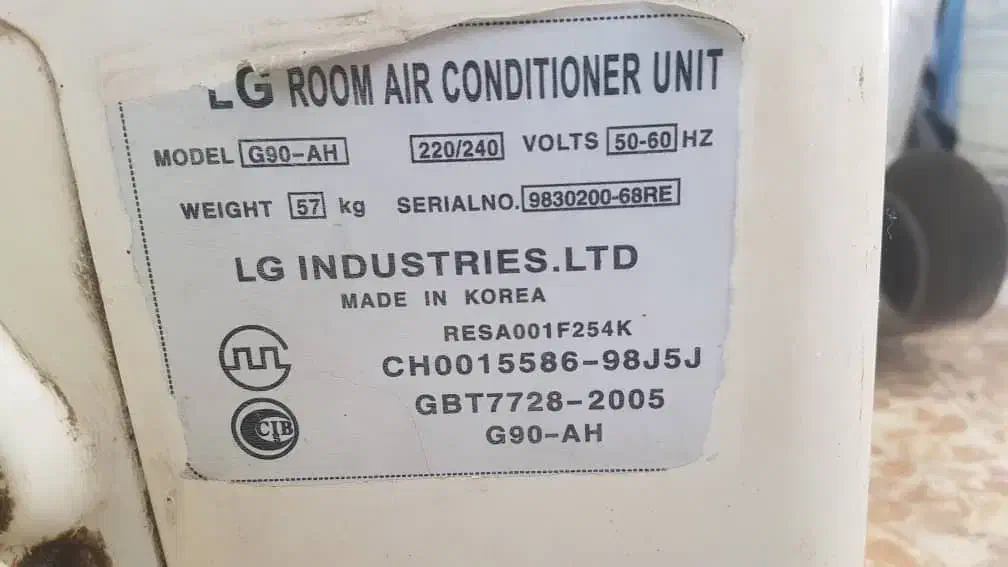 LG ROOM AIR CONDITIONER UNIT
MODEL G90-AH 220/240 VOLTS 50-60 HZ
WEIGHT 57 kg SERIALNO. 9830200-68RE
LG INDUSTRIES.LTD
MADE IN KOREA
RESA001F254K
CH0015586-98J5J
GBT7728-2005
CIB
G90-AH